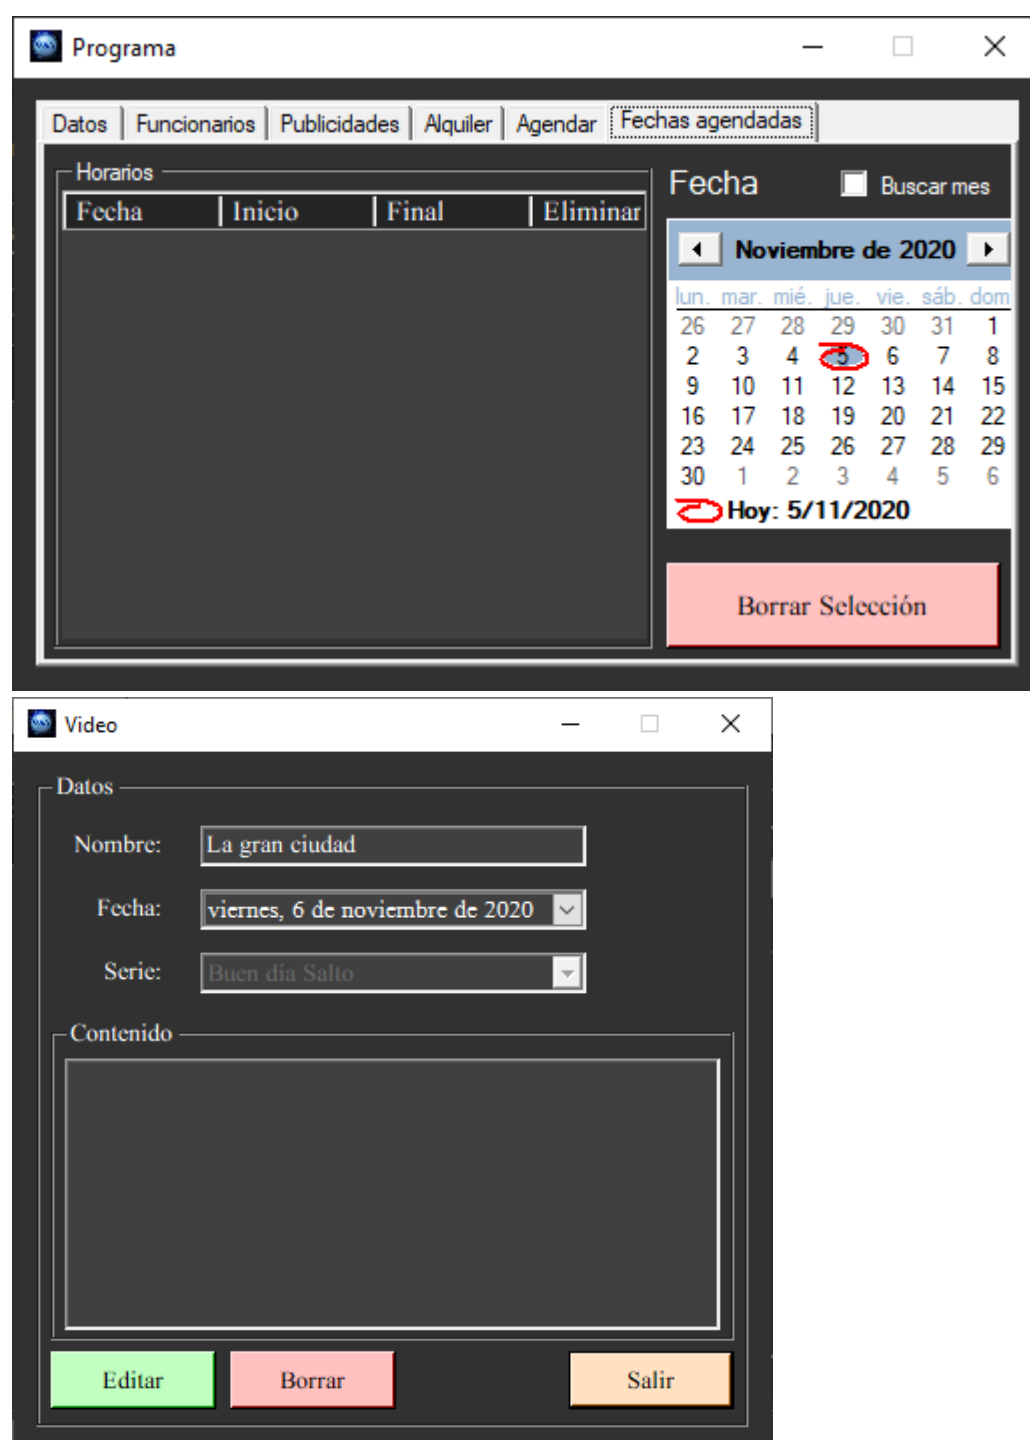 Programa
Datos Funcionarios Publicidades Alquiler Agendar Fechas agendadas
Horarios
Fecha Inicio Final Eliminar
Fecha Buscar mes
Noviembre de 2020
lun. mar. mié. jue. vie. sáb. dom
26 27 28 29 30 31 1
2 3 4 5 6 7 8
9 10 11 12 13 14 15
16 17 18 19 20 21 22
23 24 25 26 27 28 29
30 1 2 3 4 5 6
Hoy: 5/11/2020
Borrar Selección
Video
Datos
Nombre: La gran ciudad
Fecha: viernes, 6 de noviembre de 2020
Serie: Buen día Salto
Contenido
Editar Borrar Salir